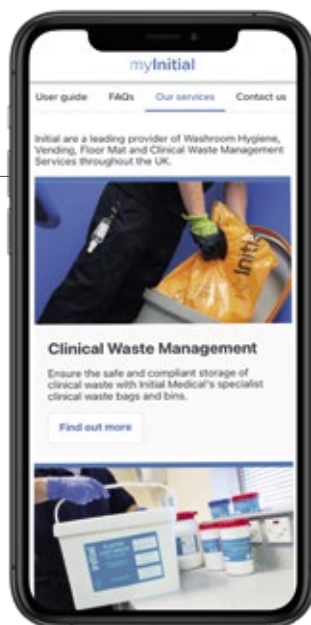 myInitial
User guide FAQs Our services Contact us
Initial are a leading provider of Washroom Hygiene,
Vending, Floor Mat and Clinical Waste Management
Services throughout the UK.
Initial
Clinical Waste Management
Ensure the safe and compliant storage of
clinical waste with Initial Medical's specialist
clinical waste bags and bins.
Find out more
Initial